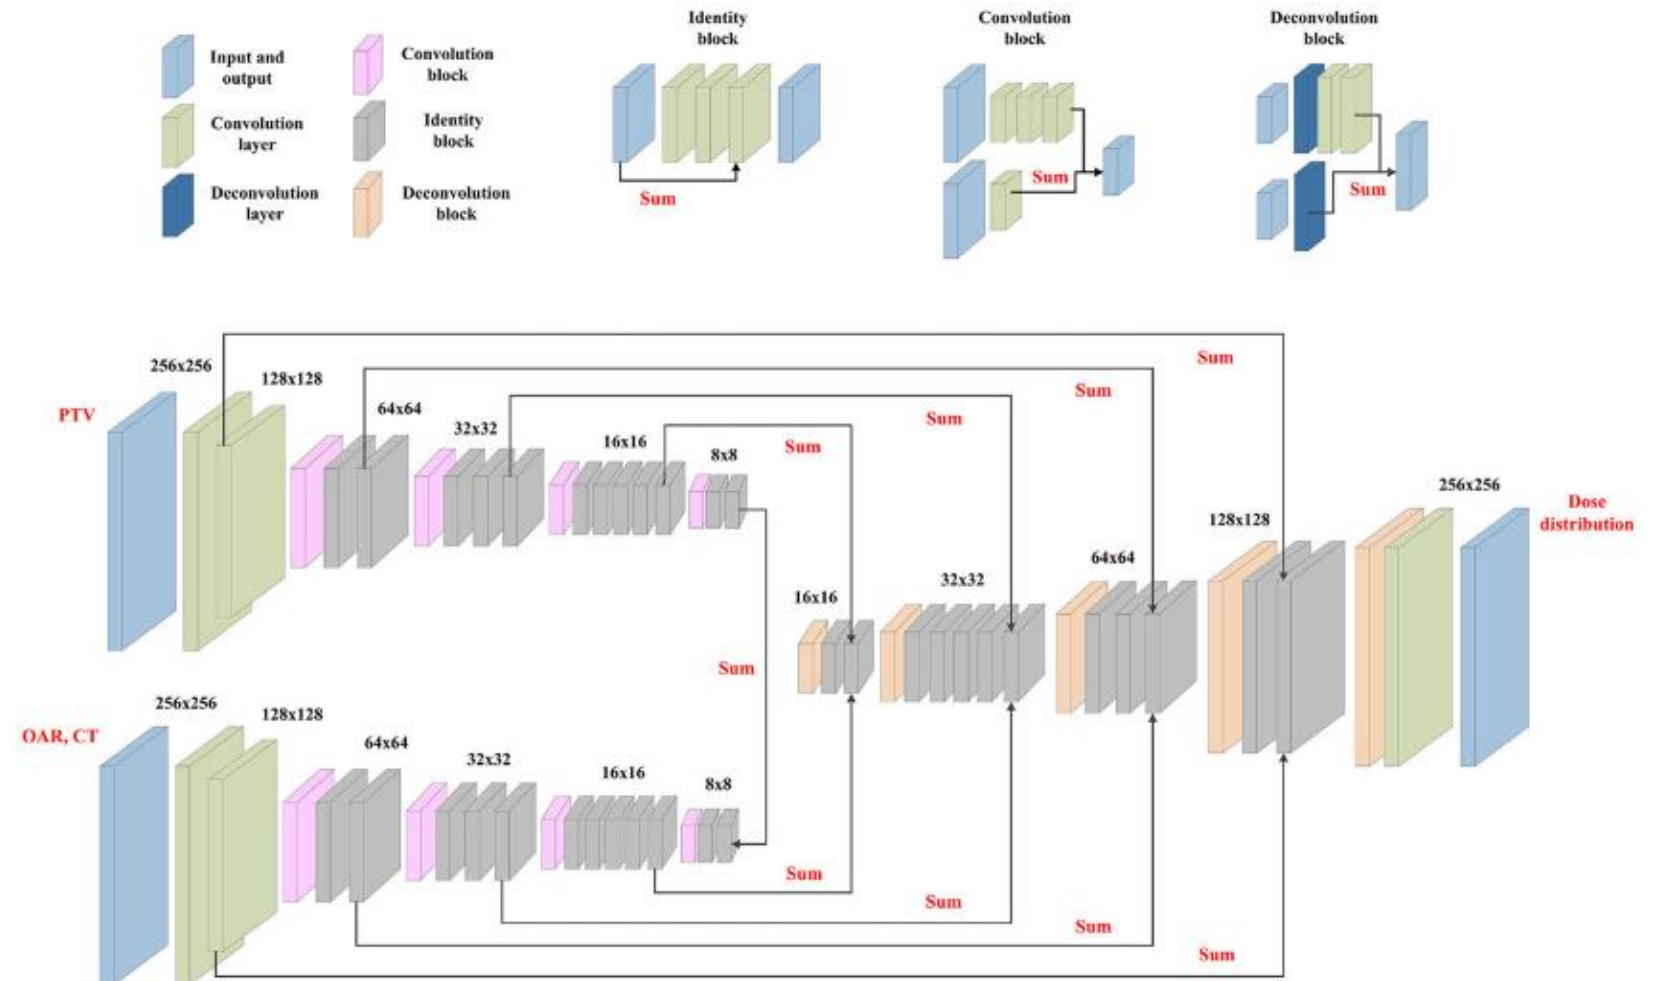 Identity
block
Convolution
block
Deconvolution
block
Input and
output
Convolution
block
Convolution
layer
Identity
block
Deconvolution
layer
Deconvolution
block
Sum
Sum
Sum
PTV
256x256
128x128
64x64
32x32
16x16
8x8
Sum
Sum
Sum
Sum
Sum
16x16
32x32
64x64
128x128
256x256
Dose
distribution
OAR, CT
256x256
128x128
64x64
32x32
16x16
8x8
Sum
Sum
Sum
Sum